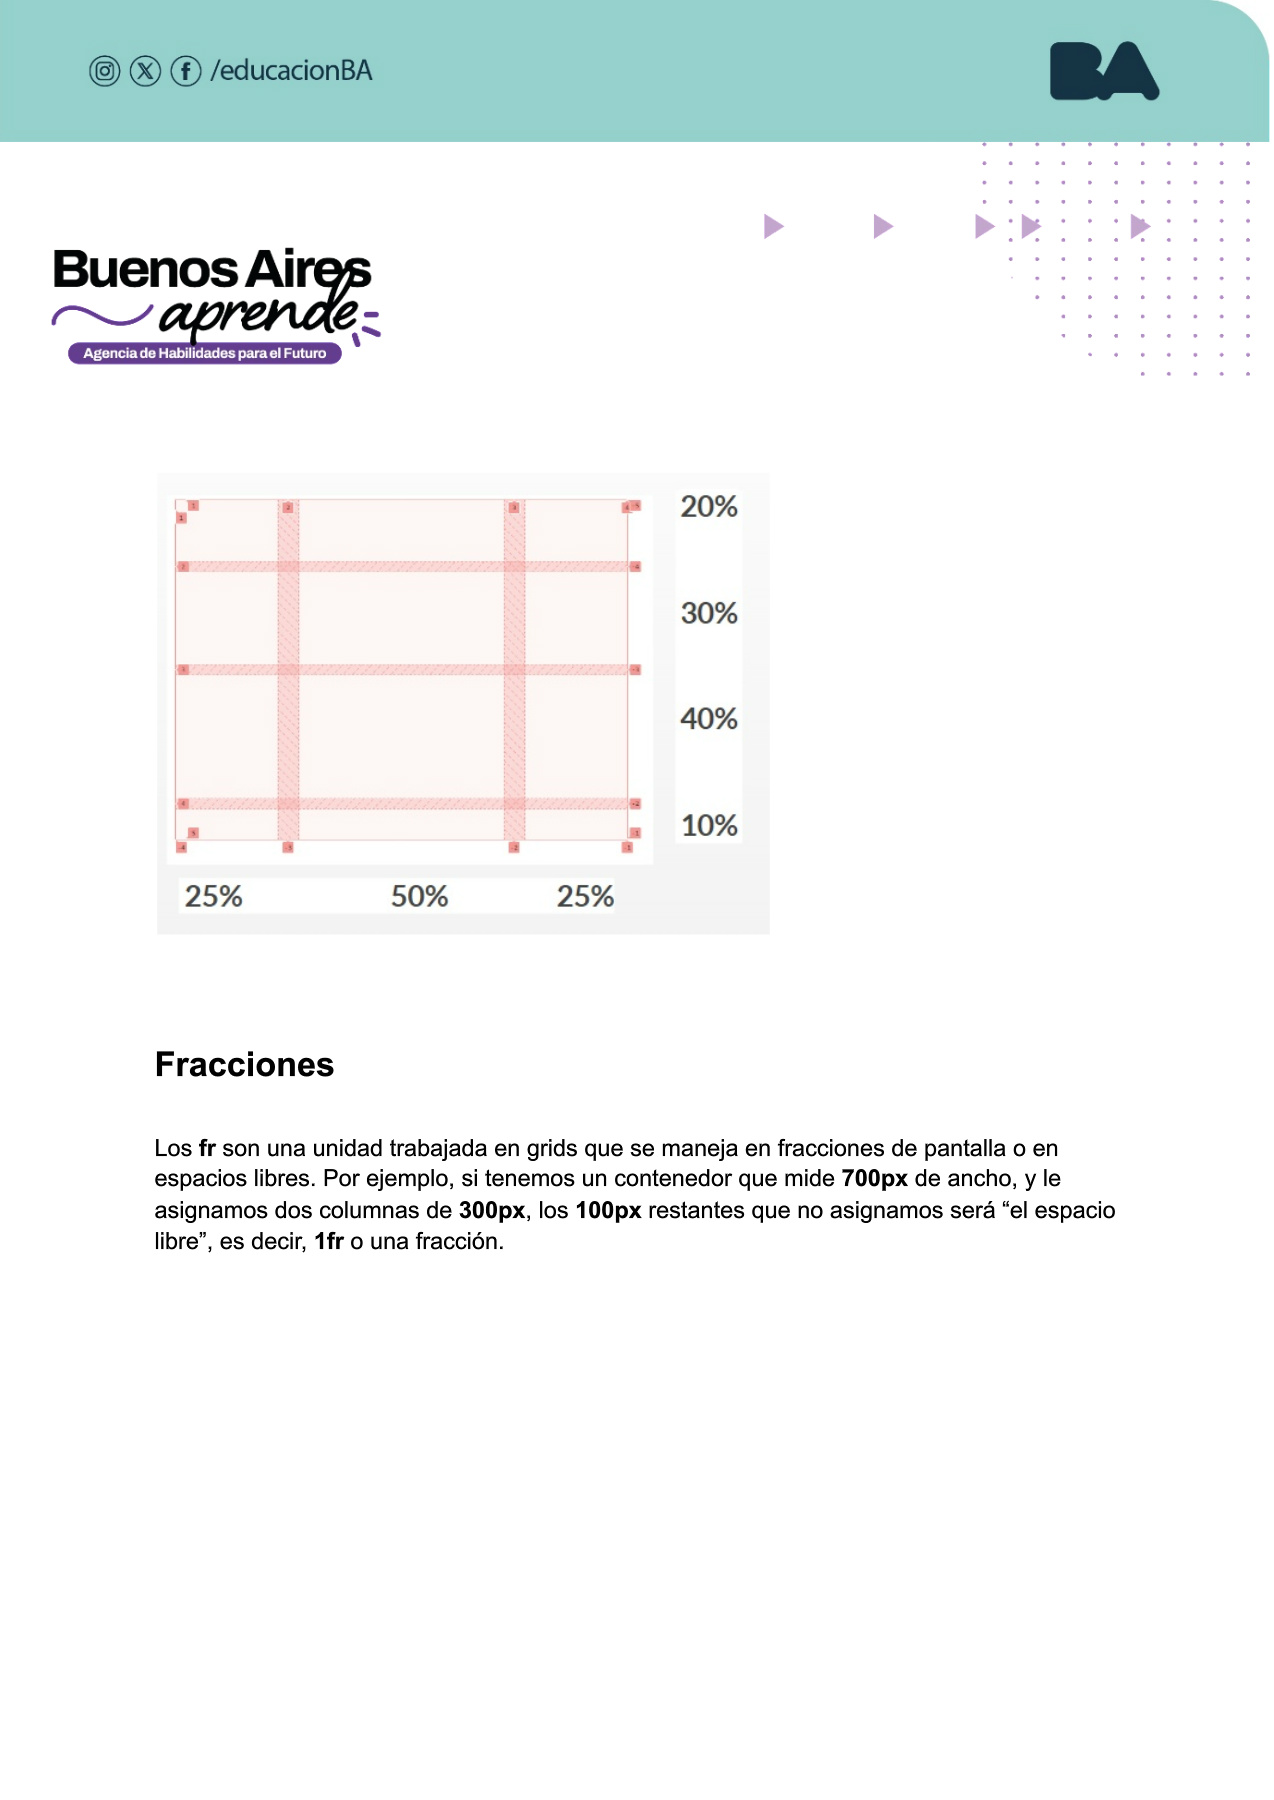 /educacionBA
BA
Buenos Aires
aprende
Agencia de Habilidades para el Futuro
20%
30%
40%
10%
25% 50% 25%
Fracciones
Los fr son una unidad trabajada en grids que se maneja en fracciones de pantalla o en
espacios libres. Por ejemplo, si tenemos un contenedor que mide 700px de ancho, y le
asignamos dos columnas de 300px, los 100px restantes que no asignamos será “el espacio
libre”, es decir, 1fr o una fracción.